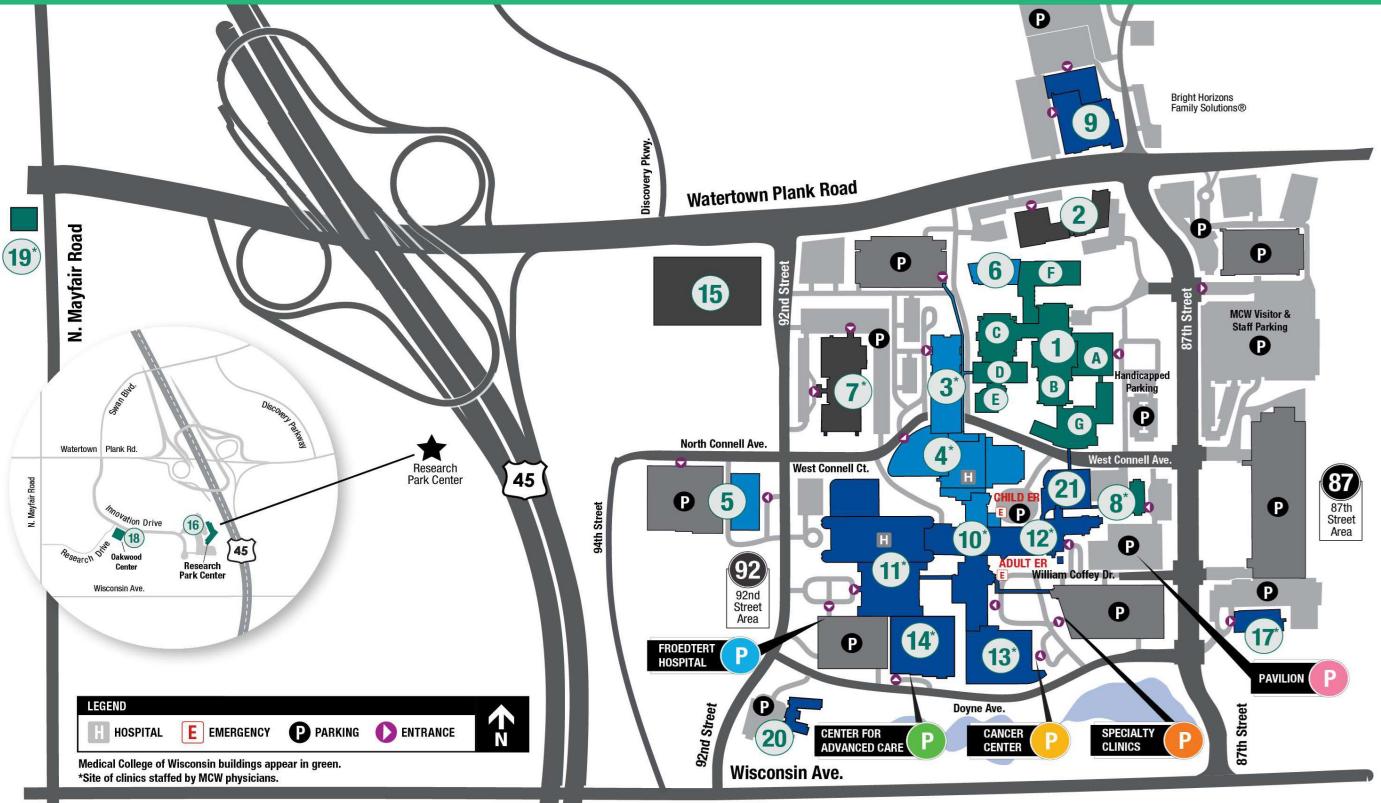 P
Bright Horizons
Family Solutions®
9
Discovery Pkwy.
Watertown Plank Road
2
P
19*
N. Mayfair Road
P
6
F
P
15
92nd Street
87th Street
MCW Visitor &
Staff Parking
P
P
C
1
A
7*
3*
D
B
Handicapped
Parking
E
P
G
Swan Blvd.
Discovery Parkway
Watertown Plank Rd.
N. Mayfair Road
Innovation Drive
16
18
Research Drive
Oakwood
Center
Research
Park Center
45
Wisconsin Ave.
Research
Park Center
45
North Connell Ave.
West Connell Ct.
4*
H
West Connell Ave.
94th Street
P
5
CHILD ER
E
P
21
8*
87
87th
Street
Area
P
H
10*
12*
P
11*
ADULT ER
E
William Coffey Dr.
92
92nd
Street
Area
P
P
17*
FROEDTERT
HOSPITAL
P
P
14*
13*
PAVILION
P
Doyne Ave.
P
20
92nd Street
CENTER FOR
ADVANCED CARE
P
CANCER
CENTER
P
SPECIALTY
CLINICS
P
87th Street
Wisconsin Ave.
LEGEND
H HOSPITAL E EMERGENCY P PARKING ENTRANCE
N
Medical College of Wisconsin buildings appear in green.
*Site of clinics staffed by MCW physicians.